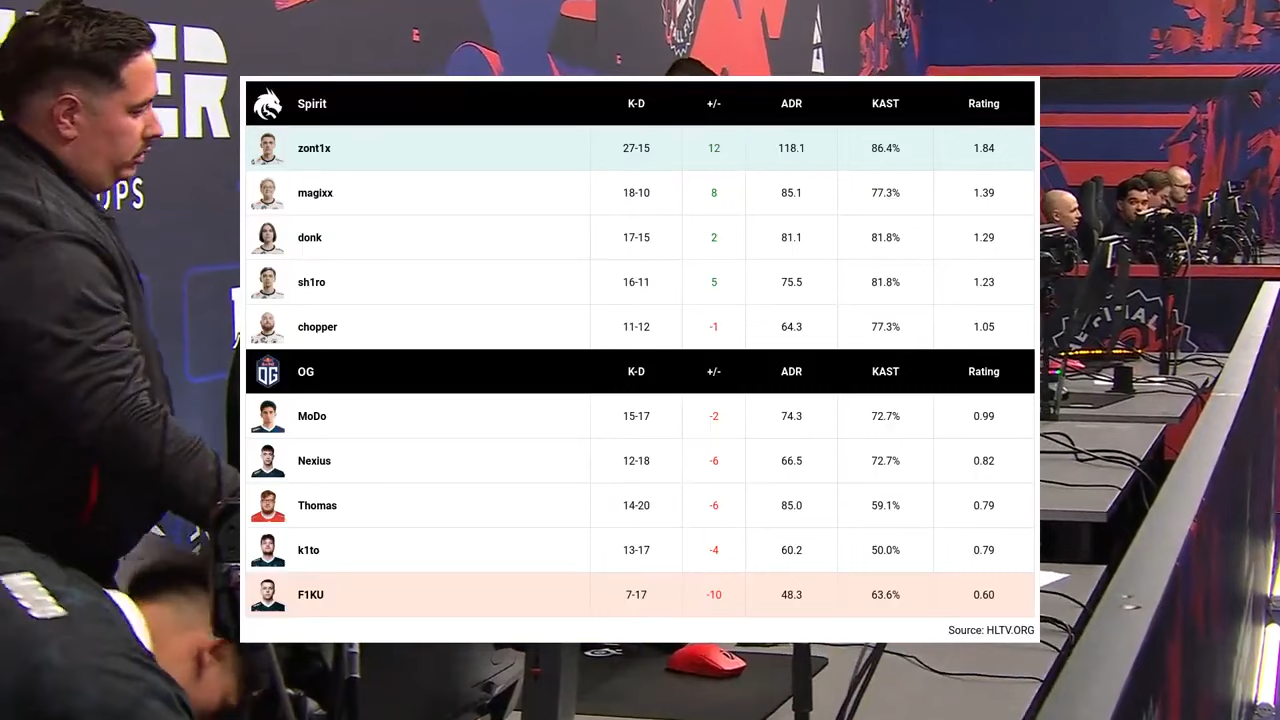 ER
OPS
Spirit K-D +/- ADR KAST Rating
zont1x 27-15 12 118.1 86.4% 1.84
magixx 18-10 8 85.1 77.3% 1.39
donk 17-15 2 81.1 81.8% 1.29
sh1ro 16-11 5 75.5 81.8% 1.23
chopper 11-12 -1 64.3 77.3% 1.05
OG OG K-D +/- ADR KAST Rating
MoDo 15-17 -2 74.3 72.7% 0.99
Nexius 12-18 -6 66.5 72.7% 0.82
Thomas 14-20 -6 85.0 59.1% 0.79
k1to 13-17 -4 60.2 50.0% 0.79
F1KU 7-17 -10 48.3 63.6% 0.60
Source: HLTV.ORG